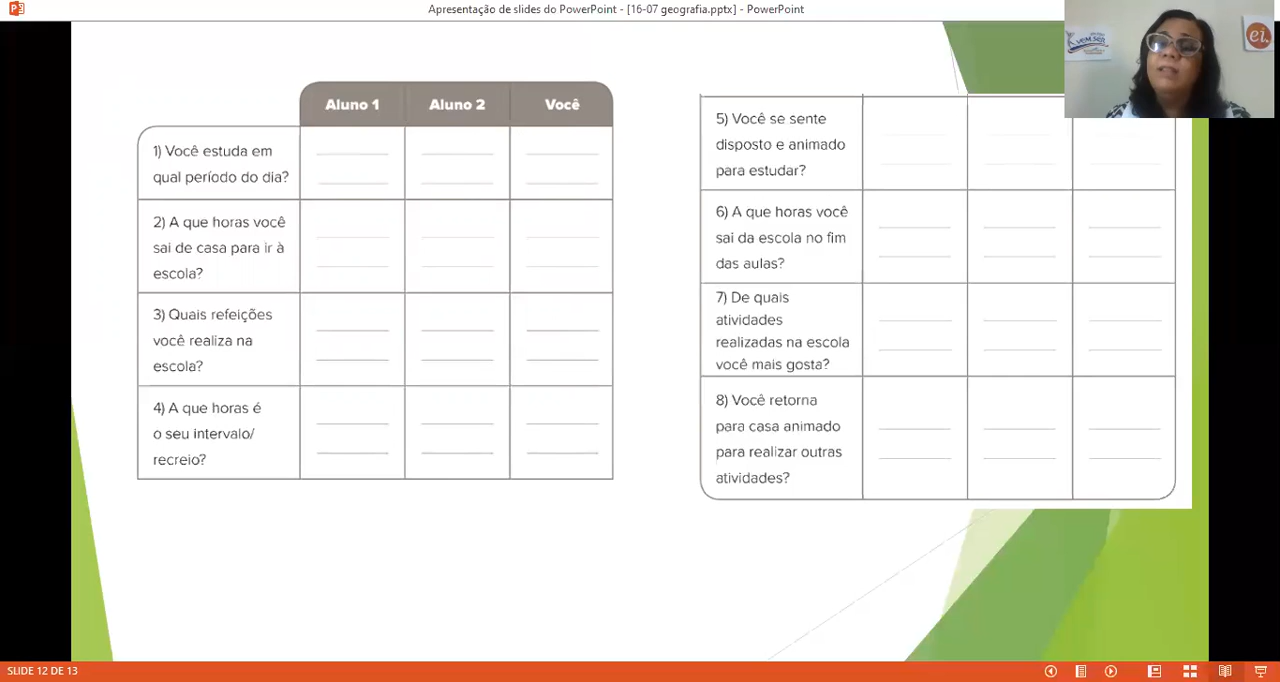 Apresentação de slides do PowerPoint - [16-07 geografia.pptx] - PowerPoint
VEM SER
ei.
Aluno 1 Aluno 2 Você
1) Você estuda em
qual período do dia?
2) A que horas você
sai de casa para ir à
escola?
3) Quais refeições
você realiza na
escola?
4) A que horas é
o seu intervalo/
recreio?
5) Você se sente
disposto e animado
para estudar?
6) A que horas você
sai da escola no fim
das aulas?
7) De quais
atividades
realizadas na escola
você mais gosta?
8) Você retorna
para casa animado
para realizar outras
atividades?
SLIDE 12 DE 13